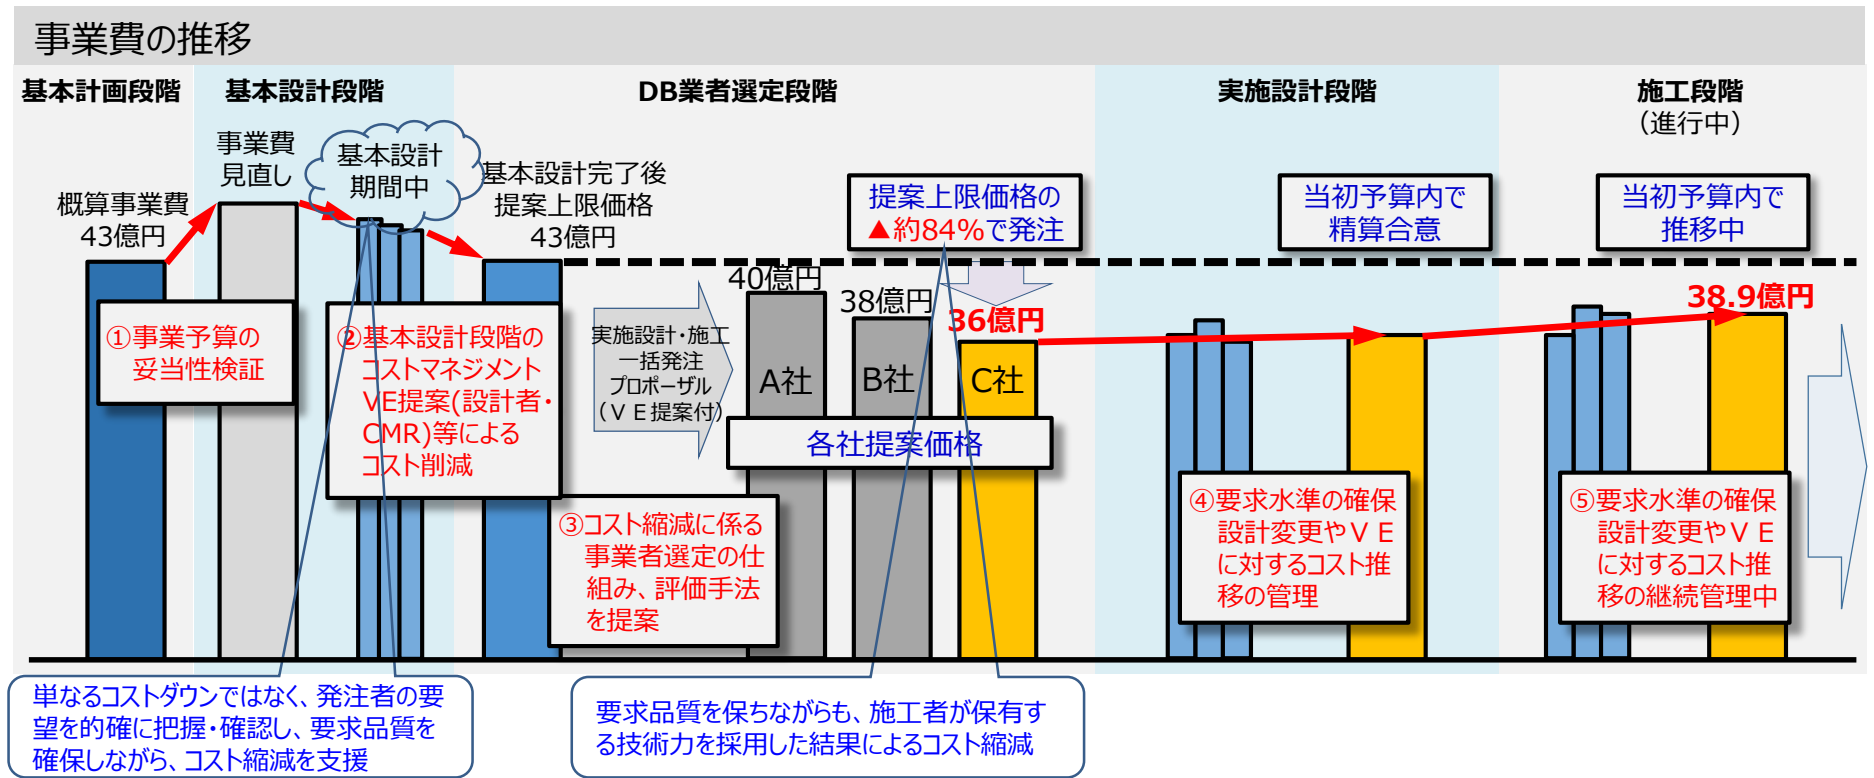 事業費の推移
基本計画段階
基本設計段階
DB業者選定段階
実施設計段階
施工段階
（進行中）
概算事業費
43億円
事業費
見直し
基本設計
期間中
基本設計完了後
提案上限価格
43億円
提案上限価格の
▲約84%で発注
当初予算内で
精算合意
当初予算内で
推移中
①事業予算の
妥当性検証
②基本設計段階の
コストマネジメント
VE提案(設計者・
CMR)等による
コスト削減
実施設計・施工
一括発注
プロポーザル
（ＶＥ提案付）
40億円
38億円
36億円
38.9億円
A社
B社
C社
各社提案価格
③コスト縮減に係る
事業者選定の仕
組み、評価手法
を提案
④要求水準の確保
設計変更やＶＥ
に対するコスト推
移の管理
⑤要求水準の確保
設計変更やＶＥ
に対するコスト推
移の継続管理中
単なるコストダウンではなく、発注者の要
望を的確に把握・確認し、要求品質を
確保しながら、コスト縮減を支援
要求品質を保ちながらも、施工者が保有す
る技術力を採用した結果によるコスト縮減